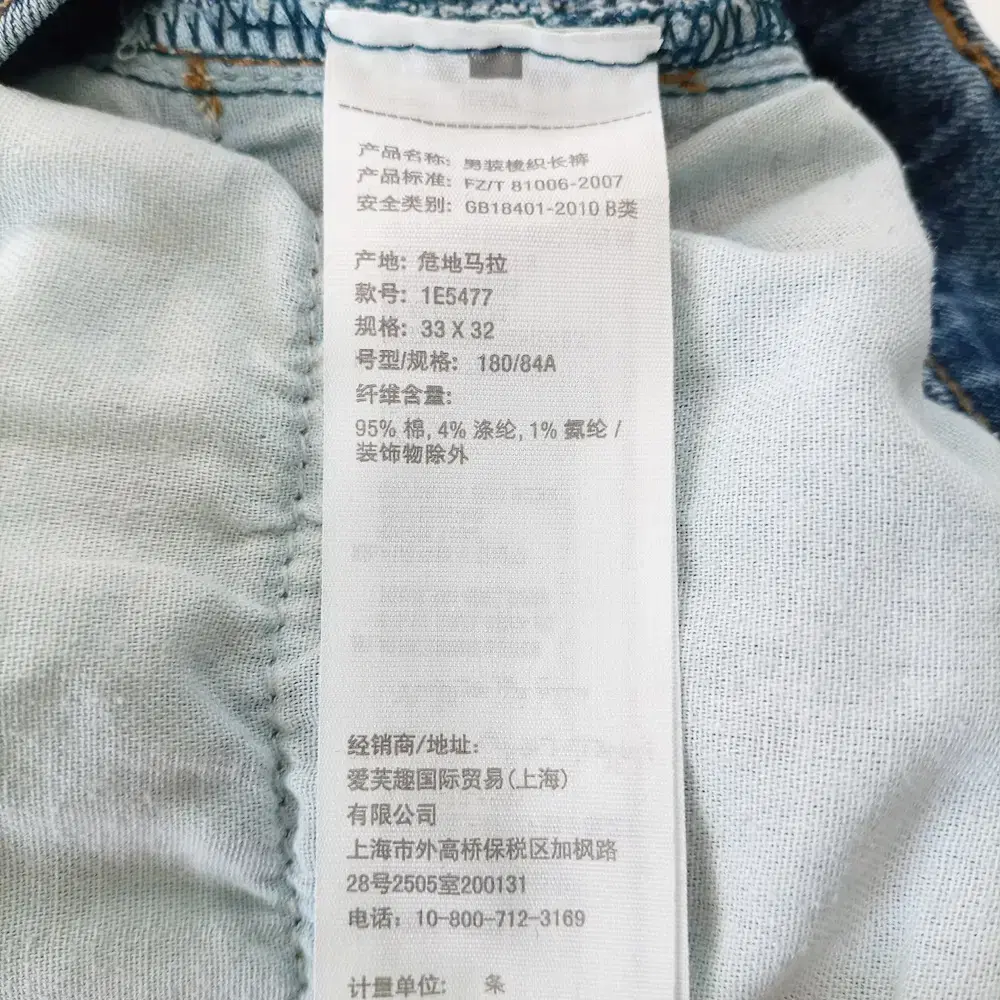 产品名称: 男装梭织长裤
产品标准: FZ/T 81006-2007
安全类别: GB18401-2010 B类
产地: 危地马拉
款号: 1E5477
规格: 33 X 32
号型/规格: 180/84A
纤维含量:
95% 棉, 4% 涤纶, 1% 氨纶 /
装饰物除外
经销商/地址:
爱芙趣国际贸易(上海)
有限公司
上海市外高桥保税区加枫路
28号2505室200131
电话: 10-800-712-3169
计量单位: 条